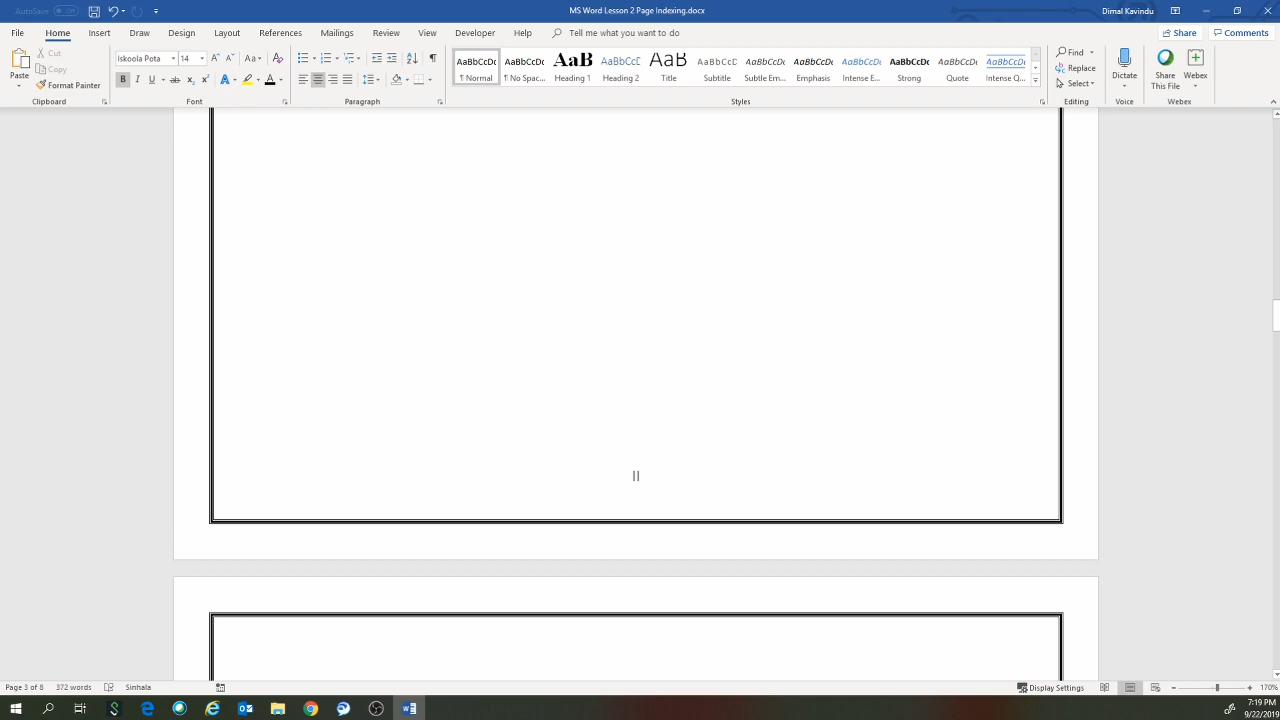 AutoSave Off
MS Word Lesson 2 Page Indexing.docx
Dimal Kavindu
File Home Insert Draw Design Layout References Mailings Review View Developer Help Tell me what you want to do
Share Comments
Paste
Cut
Copy
Format Painter
Clipboard
Iskoola Pota 14
Font
Paragraph
AaBbCcDc AaBbCcDc AaB AaBbCcC AaB AaBbCcC AaBbCcDc AaBbCcDc AaBbCcDc AaBbCcDc AaBbCcDc AaBbCcDc
¶ Normal ¶ No Spac... Heading 1 Heading 2 Title Subtitle Subtle Em... Emphasis Intense E... Strong Quote Intense Q...
Styles
Find
Replace
Select
Editing
Dictate
Voice
Share This File
Webex
Webex
II
Page 3 of 8 372 words Sinhala
Display Settings
170%
7:19 PM
9/22/2019